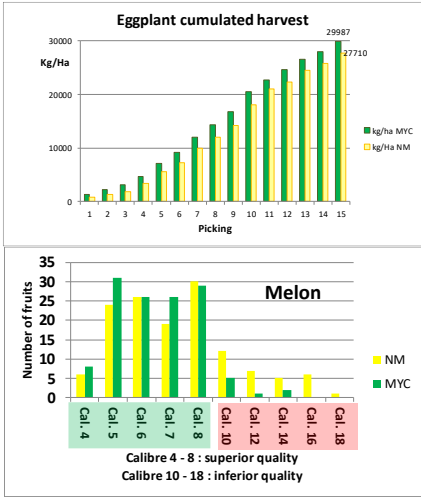 Eggplant cumulated harvest
Kg/Ha
30000
20000
10000
0
29987
27710
kg/ha MYC
kg/Ha NM
1 2 3 4 5 6 7 8 9 10 11 12 13 14 15
Picking
Melon
Number of fruits
35
30
25
20
15
10
5
0
NM
MYC
Cal. 4
Cal. 5
Cal. 6
Cal. 7
Cal. 8
Cal. 10
Cal. 12
Cal. 14
Cal. 16
Cal. 18
Calibre 4 - 8 : superior quality
Calibre 10 - 18 : inferior quality